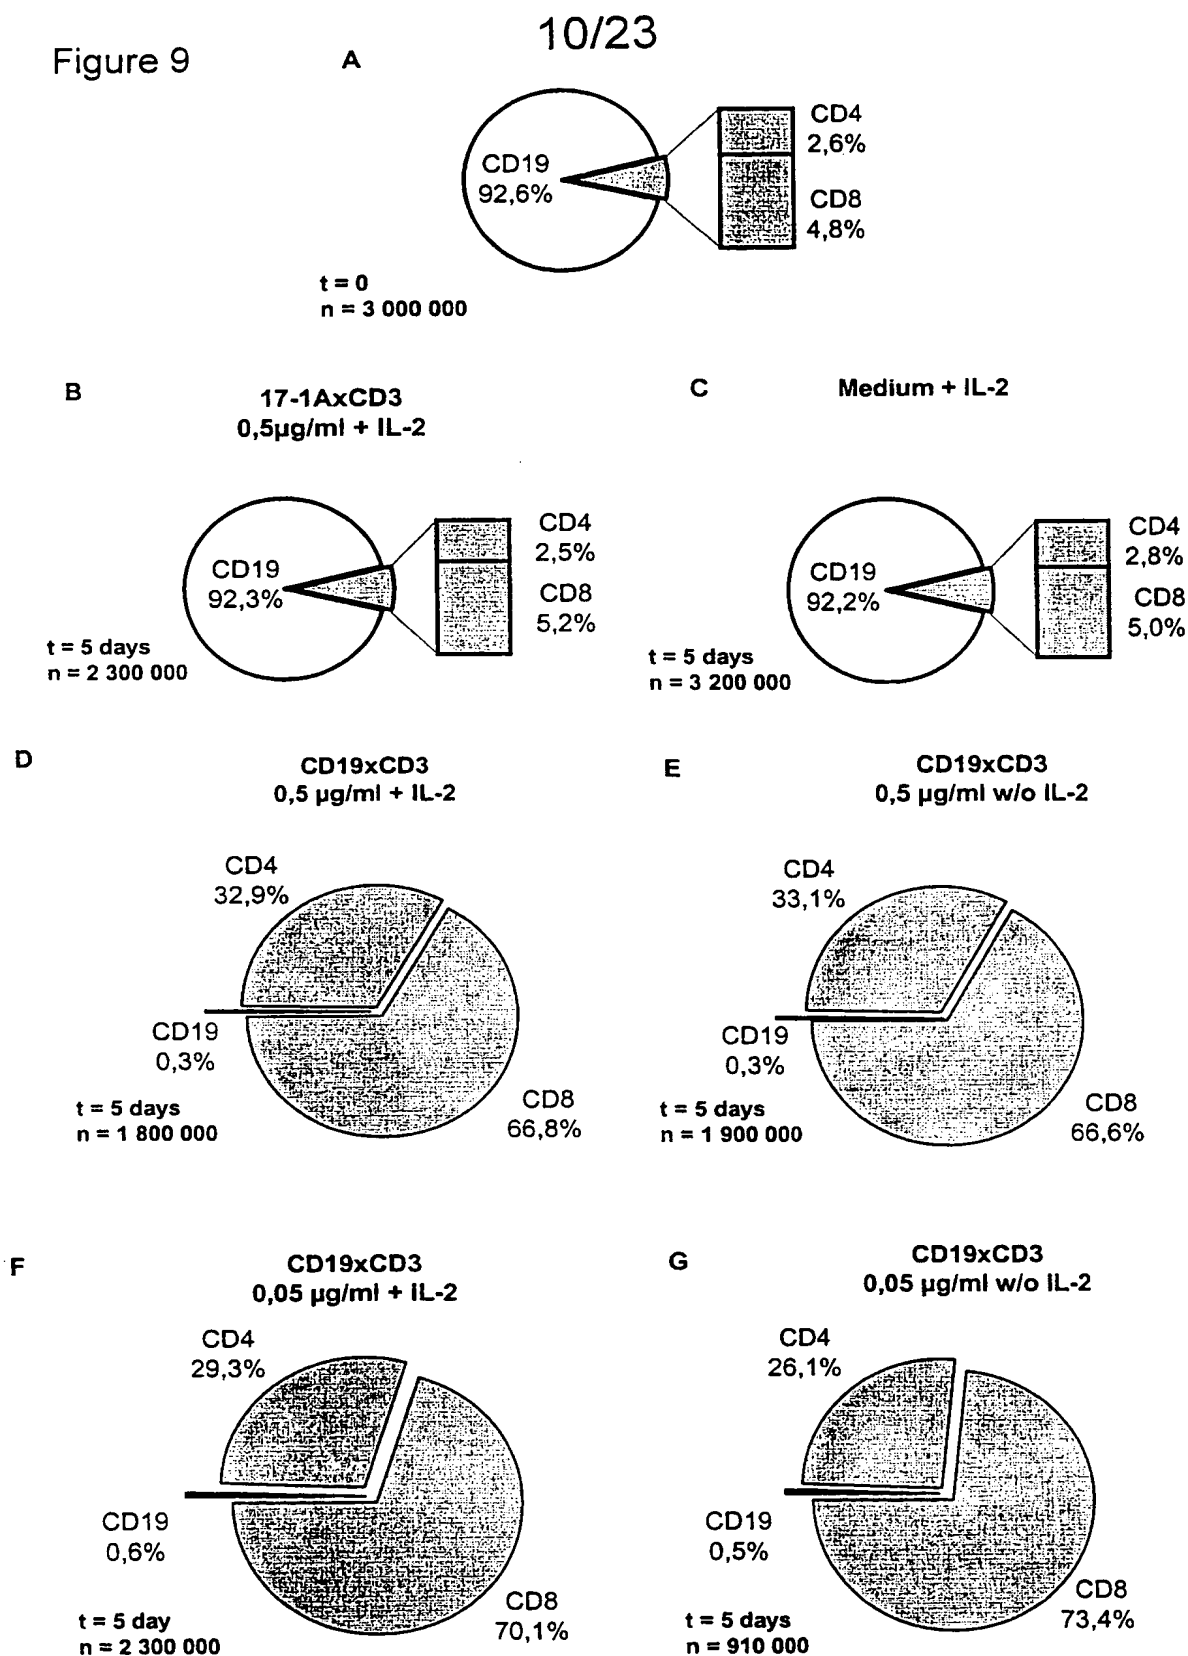 10/23
Figure 9
A
CD19
92,6%
CD4
2,6%
CD8
4,8%
t = 0
n = 3 000 000
B
17-1AxCD3
0,5µg/ml + IL-2
CD19
92,3%
CD4
2,5%
CD8
5,2%
t = 5 days
n = 2 300 000
C
Medium + IL-2
CD19
92,2%
CD4
2,8%
CD8
5,0%
t = 5 days
n = 3 200 000
D
CD19xCD3
0,5 µg/ml + IL-2
CD4
32,9%
CD19
0,3%
CD8
66,8%
t = 5 days
n = 1 800 000
E
CD19xCD3
0,5 µg/ml w/o IL-2
CD4
33,1%
CD19
0,3%
CD8
66,6%
t = 5 days
n = 1 900 000
F
CD19xCD3
0,05 µg/ml + IL-2
CD4
29,3%
CD19
0,6%
CD8
70,1%
t = 5 day
n = 2 300 000
G
CD19xCD3
0,05 µg/ml w/o IL-2
CD4
26,1%
CD19
0,5%
CD8
73,4%
t = 5 days
n = 910 000